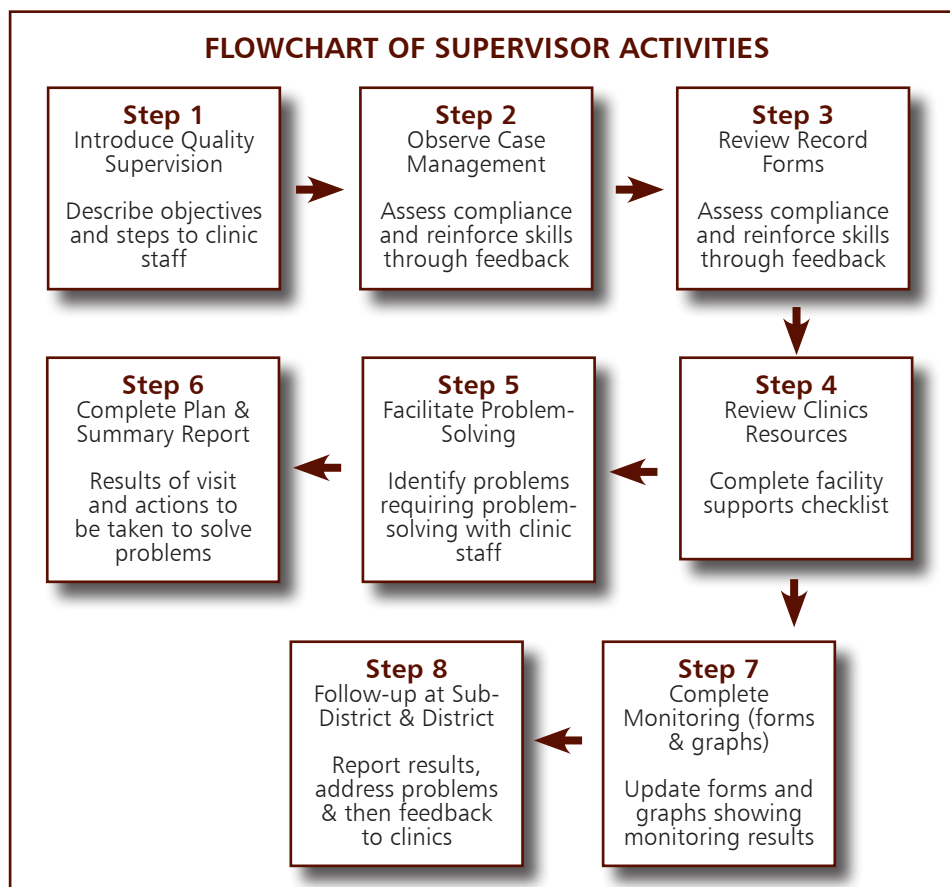 FLOWCHART OF SUPERVISOR ACTIVITIES
Step 1
Introduce Quality
Supervision
Describe objectives
and steps to clinic
staff
Step 2
Observe Case
Management
Assess compliance
and reinforce skills
through feedback
Step 3
Review Record
Forms
Assess compliance
and reinforce skills
through feedback
Step 4
Review Clinics
Resources
Complete facility
supports checklist
Step 5
Facilitate Problem-
Solving
Identify problems
requiring problem-
solving with clinic
staff
Step 6
Complete Plan &
Summary Report
Results of visit
and actions to
be taken to solve
problems
Step 7
Complete
Monitoring (forms
& graphs)
Update forms and
graphs showing
monitoring results
Step 8
Follow-up at Sub-
District & District
Report results,
address problems
& then feedback
to clinics